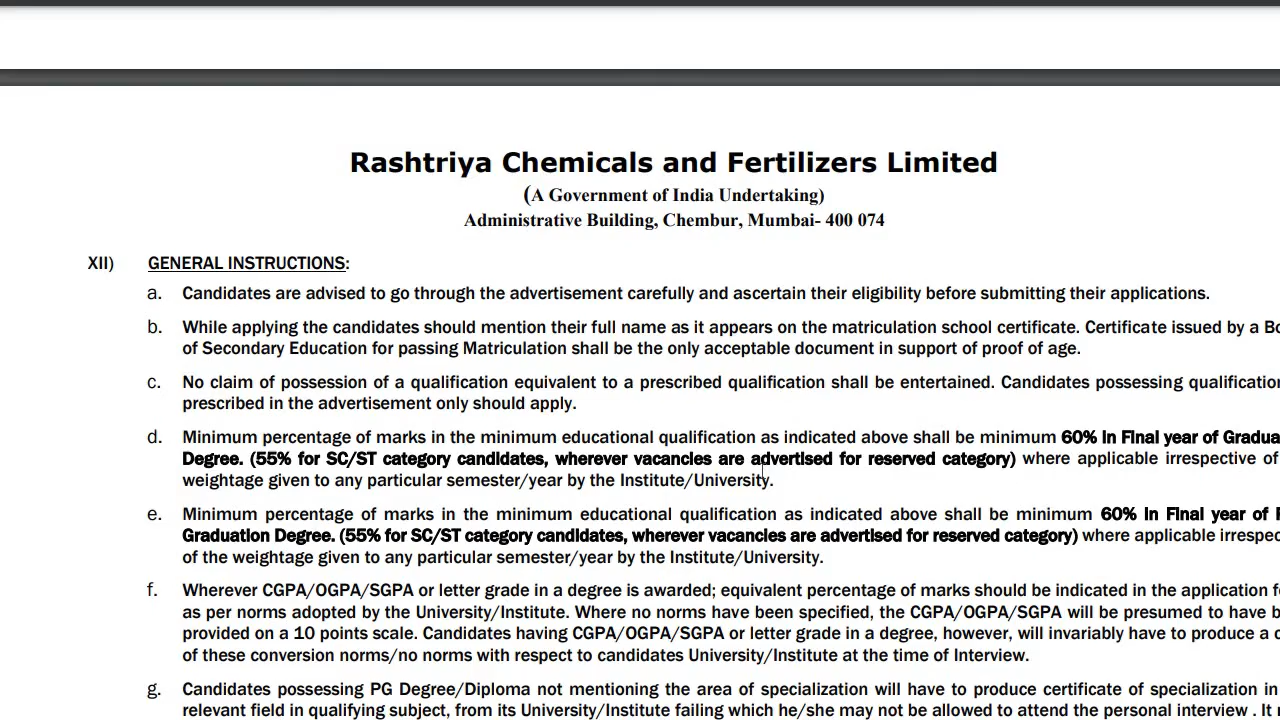 Rashtriya Chemicals and Fertilizers Limited
(A Government of India Undertaking)
Administrative Building, Chembur, Mumbai- 400 074
XII) GENERAL INSTRUCTIONS:
a. Candidates are advised to go through the advertisement carefully and ascertain their eligibility before submitting their applications.
b. While applying the candidates should mention their full name as it appears on the matriculation school certificate. Certificate issued by a
of Secondary Education for passing Matriculation shall be the only acceptable document in support of proof of age.
c. No claim of possession of a qualification equivalent to a prescribed qualification shall be entertained. Candidates possessing
prescribed in the advertisement only should apply.
d. Minimum percentage of marks in the minimum educational qualification as indicated above shall be minimum 60% in Final year of
Degree. (55% for SC/ST category candidates, wherever vacancies are advertised for reserved category) where applicable irrespective of
weightage given to any particular semester/year by the Institute/University.
e. Minimum percentage of marks in the minimum educational qualification as indicated above shall be minimum 60% in Final year of
Graduation Degree. (55% for SC/ST category candidates, wherever vacancies are advertised for reserved category) where applicable
of the weightage given to any particular semester/year by the Institute/University.
f. Wherever CGPA/OGPA/SGPA or letter grade in a degree is awarded; equivalent percentage of marks should be indicated in the application
as per norms adopted by the University/Institute. Where no norms have been specified, the CGPA/OGPA/SGPA will be presumed to have
provided on a 10 points scale. Candidates having CGPA/OGPA/SGPA or letter grade in a degree, however, will invariably have to produce a
of these conversion norms/no norms with respect to candidates University/Institute at the time of Interview.
g. Candidates possessing PG Degree/Diploma not mentioning the area of specialization will have to produce certificate of specialization in
relevant field in qualifying subject, from its University/Institute failing which he/she may not be allowed to attend the personal interview . It